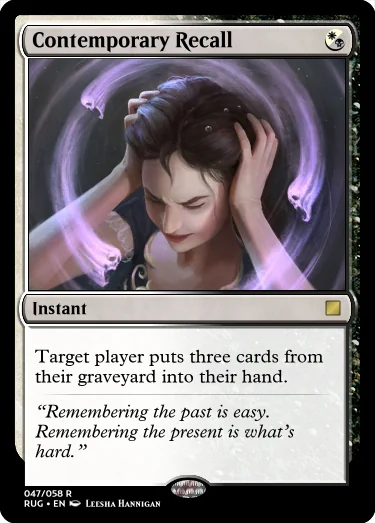 Contemporary Recall
Instant
Target player puts three cards from
their graveyard into their hand.
“Remembering the past is easy.
Remembering the present is what’s
hard.”
047/058 R
RUG • EN LEESHA HANNIGAN